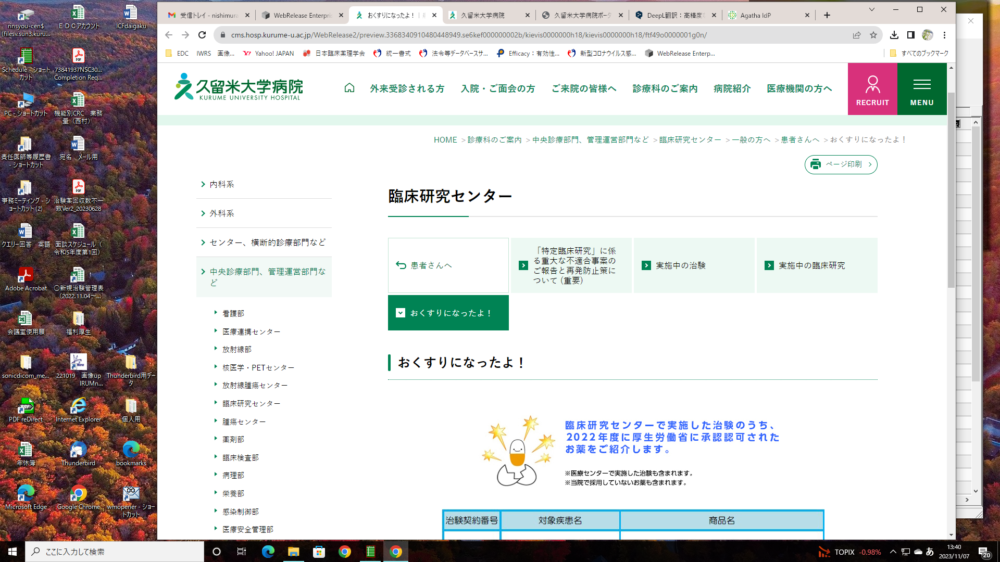 rinsyou-cen$
(filesv.sun3.kuru...
ＥＤＣアカウント
ICFdaigaku
Schedule - ショートカット
73841937NSC30...
Completion Req...
PC - ショートカット
機能別CRC　業務量（西村）
責任医師等履歴書 - ショートカット
宛名　メール用
事務ミーティング - ショートカット (2)
治験薬回収数不一致Ver2_20230628
クエリー回答　英語
面談スケジュール（令和5年度第1回）
Adobe Acrobat
〇新規治験管理表（2022.11.04～...
会議室使用願
福利厚生
sonicdicom_me...
221019　画像up IRUMn...
Thunderbird用データ
PDF reDirect
Internet Explorer
個人用
年休簿
Thunderbird
bookmarks
Microsoft Edge
Google Chrome
wmopener - ショートカット
受信トレイ - nishimura
WebRelease Enterpri
おくすりになったよ！
久留米大学病院
久留米大学病院ポータ
DeepL翻訳：高精度な
Agatha IdP
cms.hosp.kurume-u.ac.jp/WebRelease2/preview.3368340910480448949.se6kef000000002b/kievis0000000h18/kievis0000000h18/ftf49o0000001g0n/
EDC
IWRS
画像...
Yahoo! JAPAN
日本臨床薬理学会
統一書式
法令等データベースサ...
Efficacy：有効性...
新型コロナウイルス感...
WebRelease Enterp...
すべてのブックマーク
久留米大学病院
KURUME UNIVERSITY HOSPITAL
外来受診される方
入院・ご面会の方
ご来院の皆様へ
診療科のご案内
病院紹介
医療機関の方へ
RECRUIT
MENU
HOME ＞診療科のご案内 ＞中央診療部門、管理運営部門など ＞臨床研究センター ＞一般の方へ ＞患者さんへ ＞おくすりになったよ！
ページ印刷
内科系
外科系
センター、横断的診療部門など
中央診療部門、管理運営部門など
看護部
医療連携センター
放射線部
核医学・PETセンター
放射線腫瘍センター
臨床研究センター
腫瘍センター
薬剤部
臨床検査部
病理部
栄養部
感染制御部
医療安全管理部
臨床研究センター
患者さんへ
「特定臨床研究」に係
る重大な不適合事案の
ご報告と再発防止策に
ついて (重要)
実施中の治験
実施中の臨床研究
おくすりになったよ！
おくすりになったよ！
臨床研究センターで実施した治験のうち、
2022年度に厚生労働省に承認認可された
お薬をご紹介します。
※医療センターで実施した治験も含まれます。
※当院で採用していないお薬も含まれます。
治験契約番号
対象疾患名
商品名
ここに入力して検索
TOPIX -0.98%
あ
13:40
2023/11/07
20